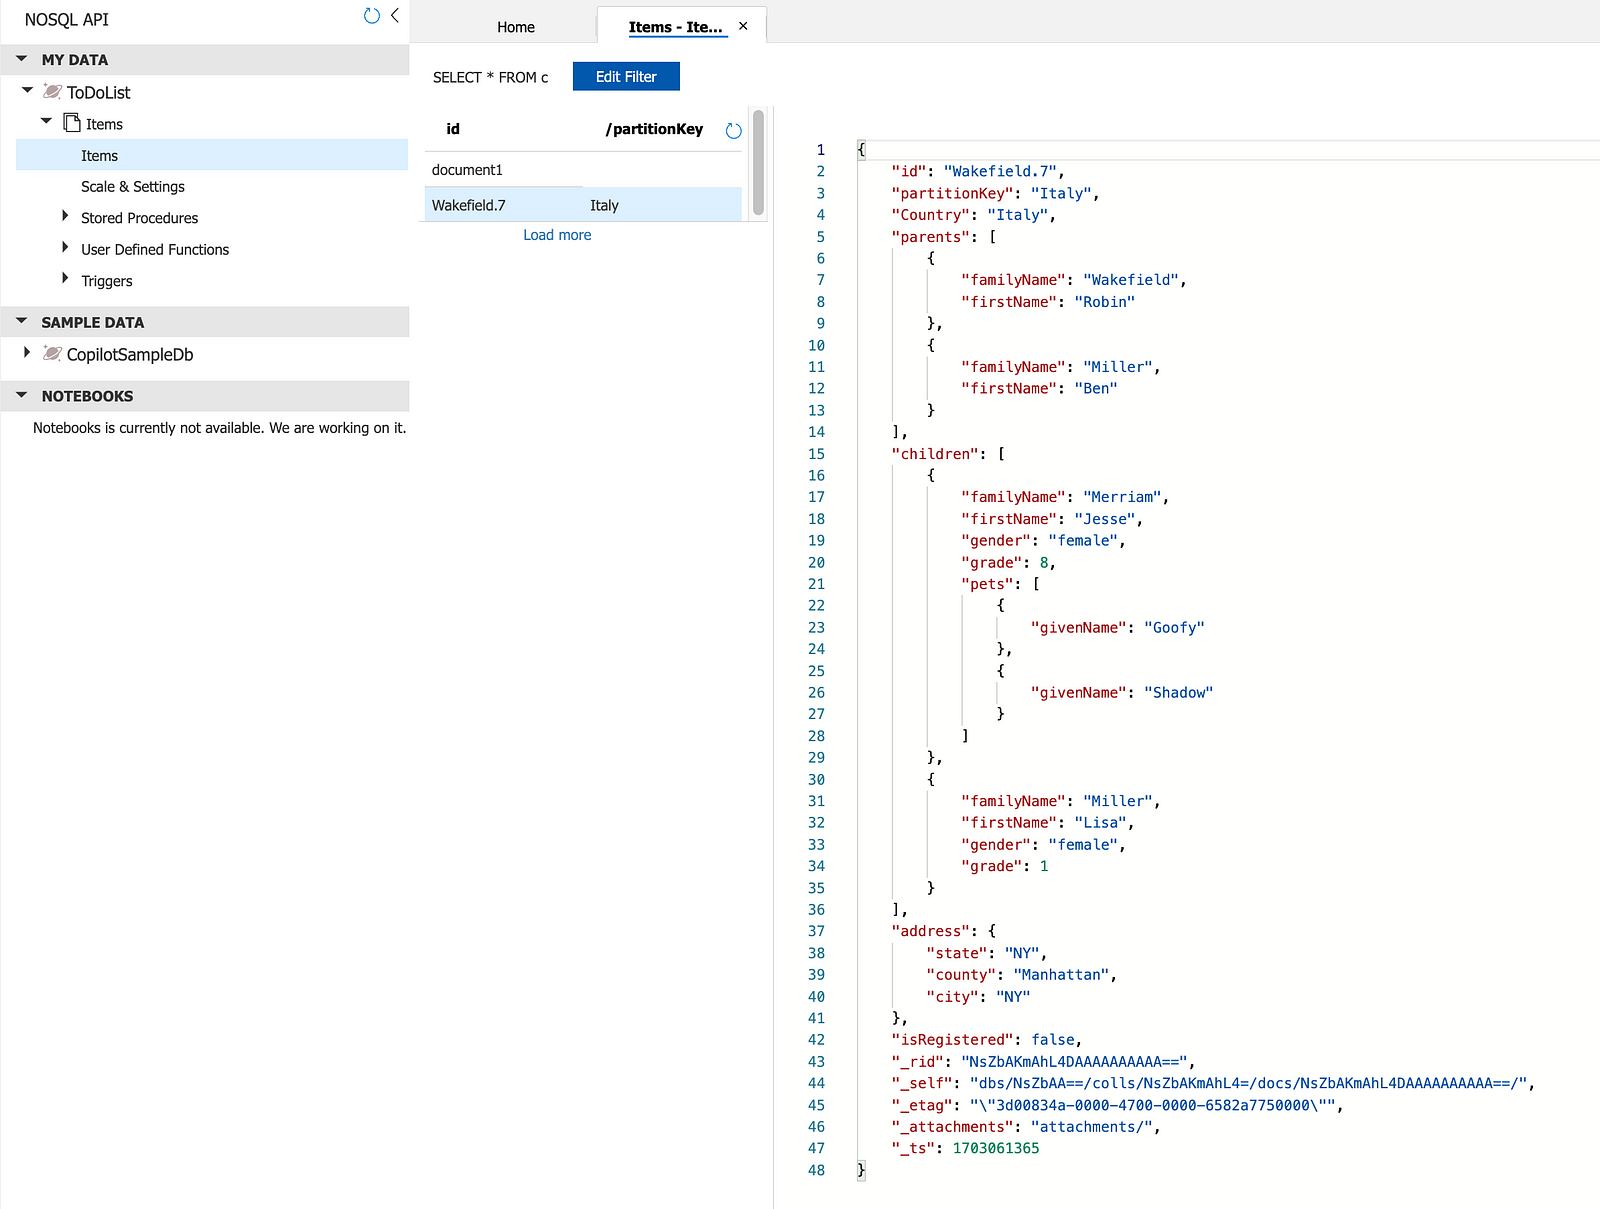 NOSQL API
MY DATA
ToDoList
Items
Items
Scale & Settings
Stored Procedures
User Defined Functions
Triggers
SAMPLE DATA
CopilotSampleDb
NOTEBOOKS
Notebooks is currently not available. We are working on it.
Home
Items - Ite...
SELECT * FROM c
Edit Filter
id /partitionKey
document1
Wakefield.7 Italy
Load more
1 {
2 "id": "Wakefield.7",
3 "partitionKey": "Italy",
4 "Country": "Italy",
5 "parents": [
6 {
7 "familyName": "Wakefield",
8 "firstName": "Robin"
9 },
10 {
11 "familyName": "Miller",
12 "firstName": "Ben"
13 }
14 ],
15 "children": [
16 {
17 "familyName": "Merriam",
18 "firstName": "Jesse",
19 "gender": "female",
20 "grade": 8,
21 "pets": [
22 {
23 "givenName": "Goofy"
24 },
25 {
26 "givenName": "Shadow"
27 }
28 ]
29 },
30 {
31 "familyName": "Miller",
32 "firstName": "Lisa",
33 "gender": "female",
34 "grade": 1
35 }
36 ],
37 "address": {
38 "state": "NY",
39 "county": "Manhattan",
40 "city": "NY"
41 },
42 "isRegistered": false,
43 "_rid": "NsZbAKmAhL4DAAAAAAAAAA==",
44 "_self": "dbs/NsZbAA==/colls/NsZbAKmAhL4=/docs/NsZbAKmAhL4DAAAAAAAAAA==/",
45 "_etag": "\"3d00834a-0000-4700-0000-6582a7750000\"",
46 "_attachments": "attachments/",
47 "_ts": 1703061365
48 }